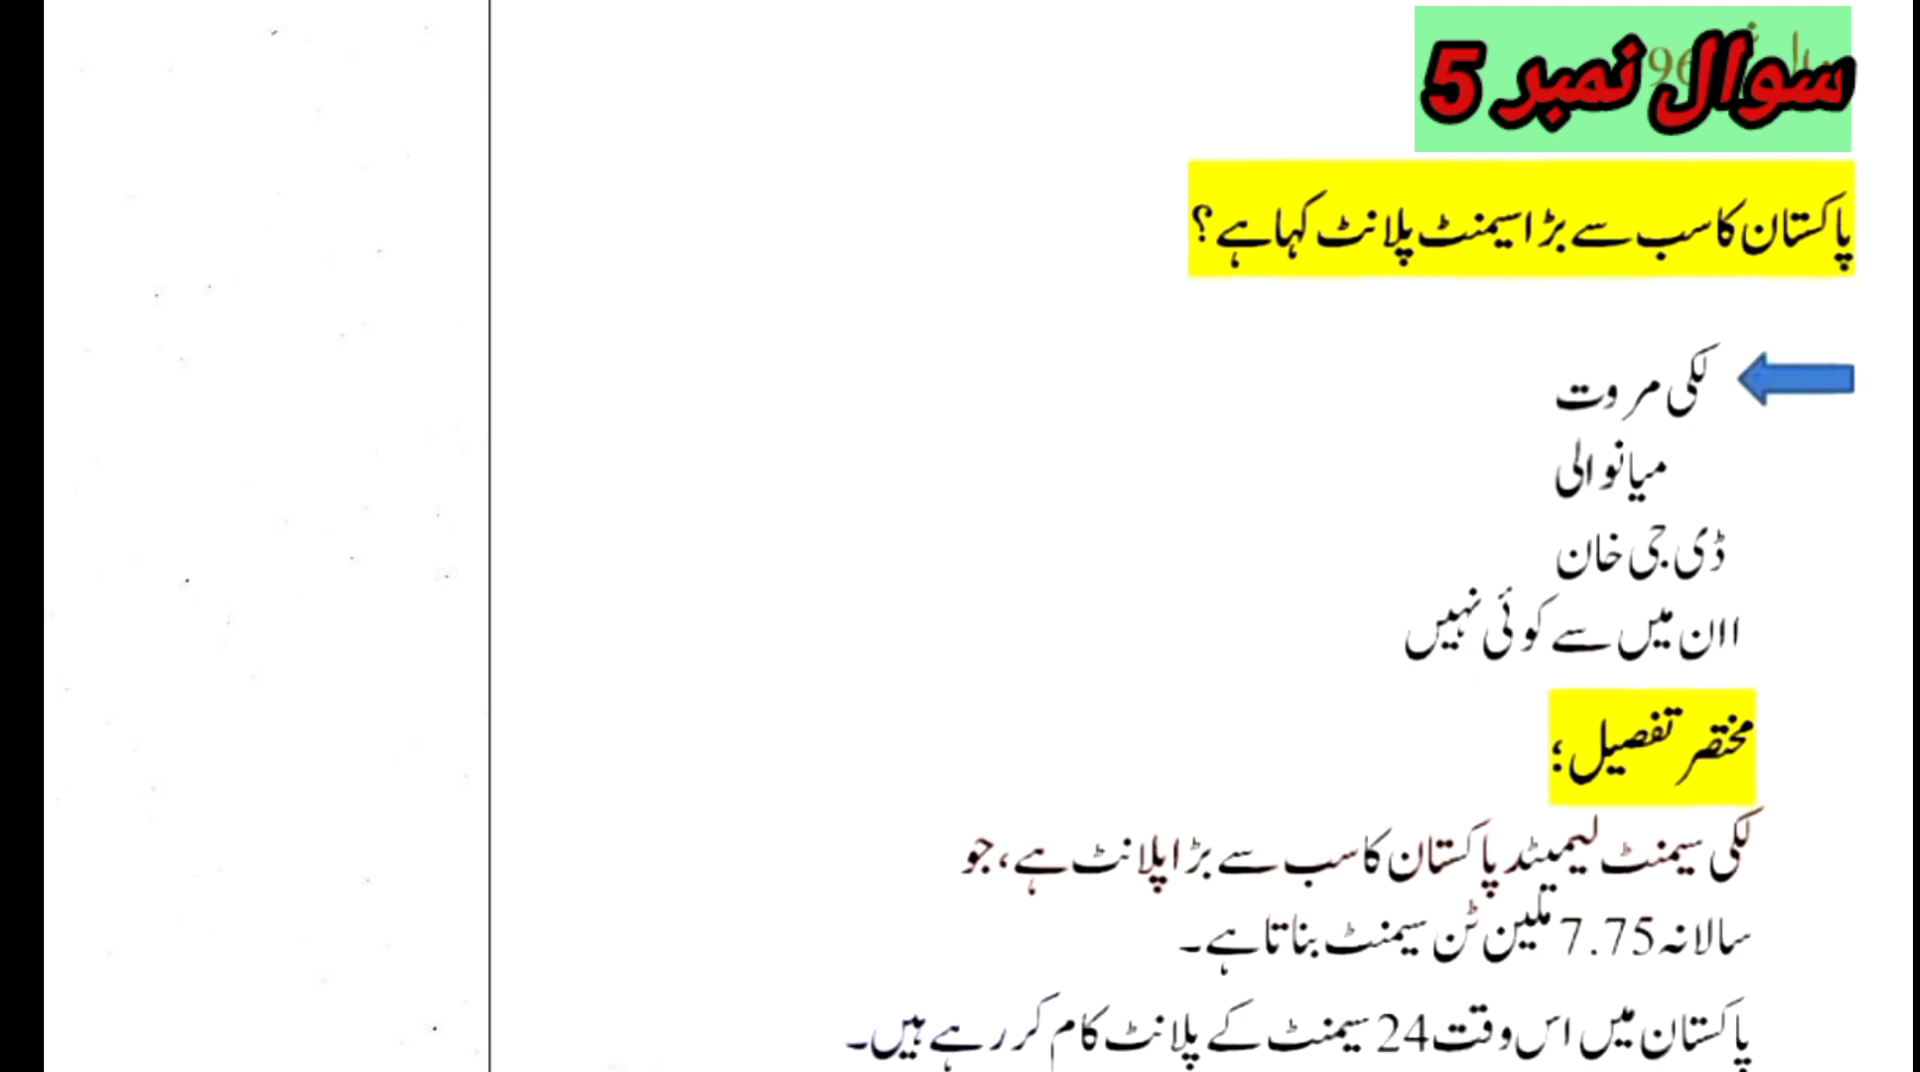 سوال نمبر 5
پاکستان کا سب سے بڑا سیمنٹ پلانٹ کہا ہے؟
لکی مروت
میانوالی
ڈی جی خان
اان میں سے کوئی نہیں
مختصر تفصیل؛
لکی سیمنٹ لیمیٹد پاکستان کا سب سے بڑا پلانٹ ہے، جو
سالانہ 7.75 ملین ٹن سیمنٹ بناتا ہے۔
پاکستان میں اس وقت 24 سیمنٹ کے پلانٹ کام کر رہے ہیں۔